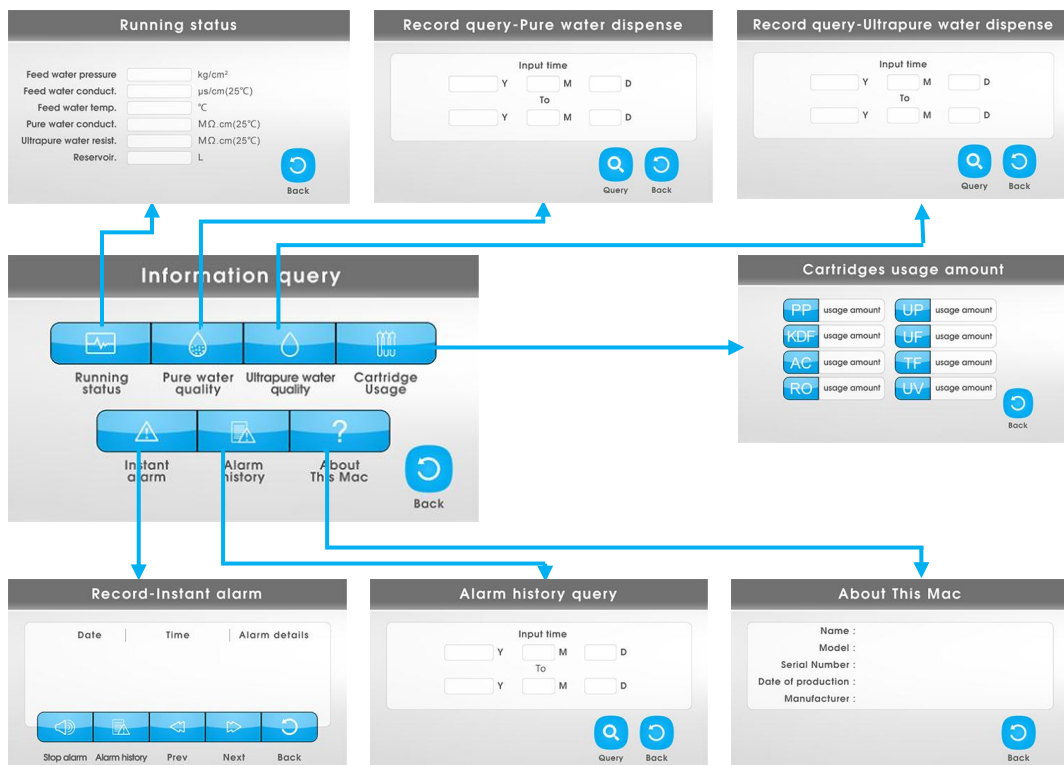 Running status
Feed water pressure kg/cm²
Feed water conduct. μs/cm(25℃)
Feed water temp. ℃
Pure water conduct. MΩ.cm(25℃)
Ultrapure water resist. MΩ.cm(25℃)
Reservoir. L
Back
Record query-Pure water dispense
Input time
Y M D
To
Y M D
Query Back
Record query-Ultrapure water dispense
Input time
Y M D
To
Y M D
Query Back
Information query
Running status
Pure water quality
Ultrapure water quality
Cartridge Usage
Instant alarm
Alarm history
About This Mac
Back
Cartridges usage amount
PP usage amount UP usage amount
KDF usage amount UF usage amount
AC usage amount TF usage amount
RO usage amount UV usage amount
Back
Record-Instant alarm
Date Time Alarm details
Stop alarm Alarm history Prev Next Back
Alarm history query
Input time
Y M D
To
Y M D
Query Back
About This Mac
Name :
Model :
Serial Number :
Date of production :
Manufacturer :
Back